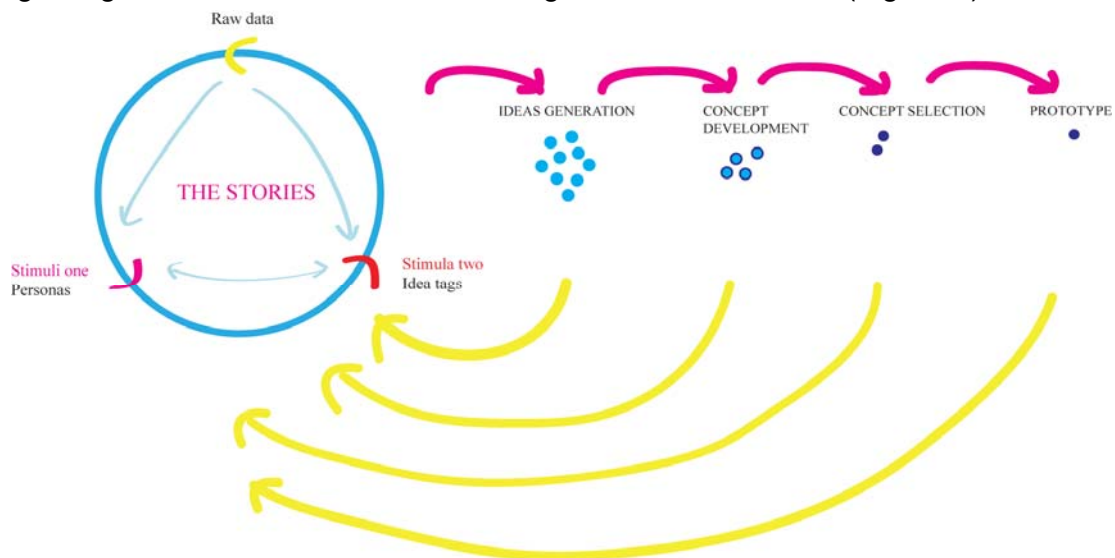 Raw data
IDEAS GENERATION
CONCEPT
DEVELOPMENT
CONCEPT SELECTION
PROTOTYPE
THE STORIES
Stimuli one
Personas
Stimula two
Idea tags